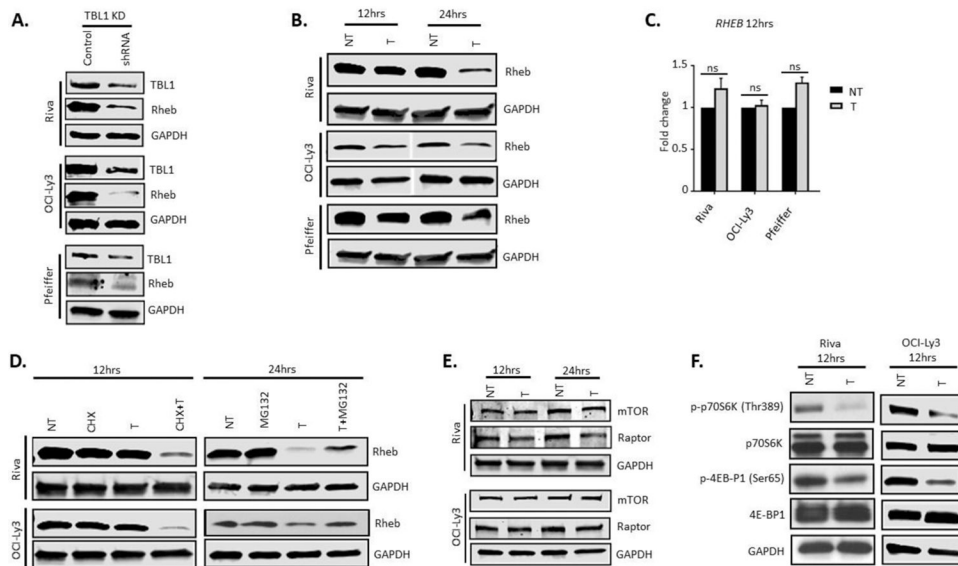 A.
TBL1 KD
Control
shRNA
Riva
TBL1
Rheb
GAPDH
OCI-Ly3
TBL1
Rheb
GAPDH
Pfeiffer
TBL1
Rheb
GAPDH
B.
12hrs 24hrs
NT T NT T
Riva
Rheb
GAPDH
OCI-Ly3
Rheb
GAPDH
Pfeiffer
Rheb
GAPDH
C.
RHEB 12hrs
Fold change
1.5
1
0.5
0
ns ns ns
NT
T
Riva OCI-Ly3 Pfeiffer
D.
12hrs 24hrs
NT CHX T CHX+T NT MG132 T T+MG132
Riva
Rheb
GAPDH
OCI-Ly3
Rheb
GAPDH
E.
12hrs 24hrs
NT T NT T
Riva
mTOR
Raptor
GAPDH
OCI-Ly3
mTOR
Raptor
GAPDH
F.
Riva OCI-Ly3
12hrs 12hrs
NT T NT T
p-p70S6K (Thr389)
p70S6K
p-4EB-P1 (Ser65)
4E-BP1
GAPDH